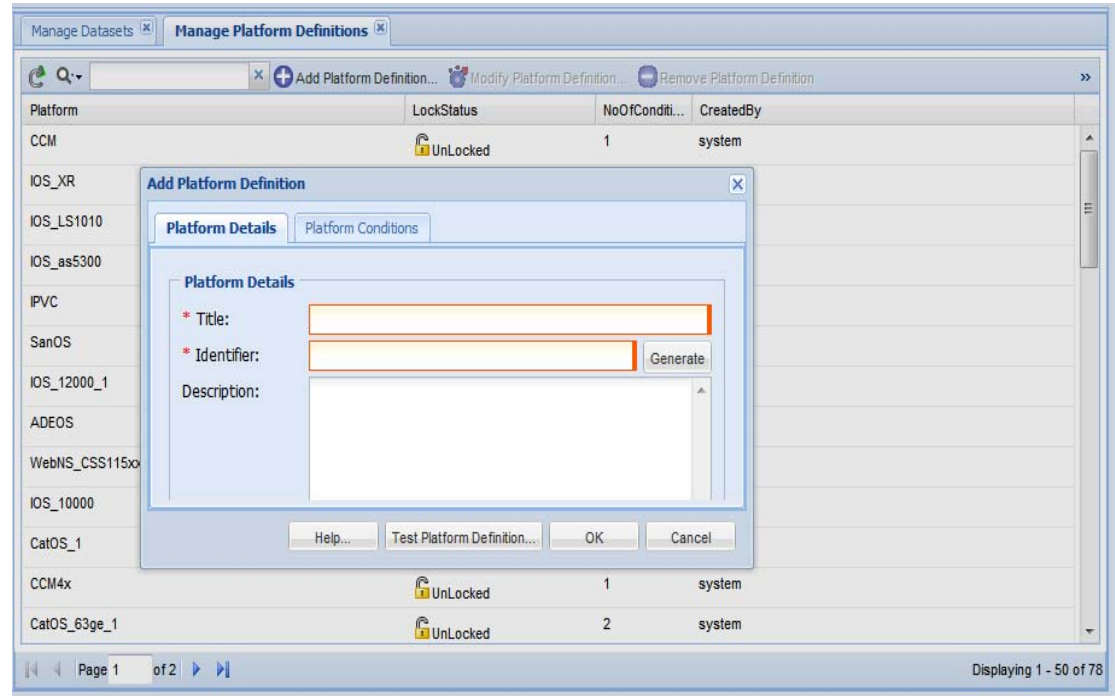 Manage Datasets Manage Platform Definitions
Add Platform Definition... Modify Platform Definition... Remove Platform Definition »
Platform LockStatus NoOfConditi... CreatedBy
CCM UnLocked 1 system
IOS_XR
IOS_LS1010
IOS_as5300
IPVC
SanOS
IOS_12000_1
ADEOS
WebNS_CSS115xx
IOS_10000
CatOS_1
Add Platform Definition
Platform Details Platform Conditions
Platform Details
* Title:
* Identifier: Generate
Description:
Help... Test Platform Definition... OK Cancel
CCM4x UnLocked 1 system
CatOS_63ge_1 UnLocked 2 system
Page 1 of 2 Displaying 1 - 50 of 78